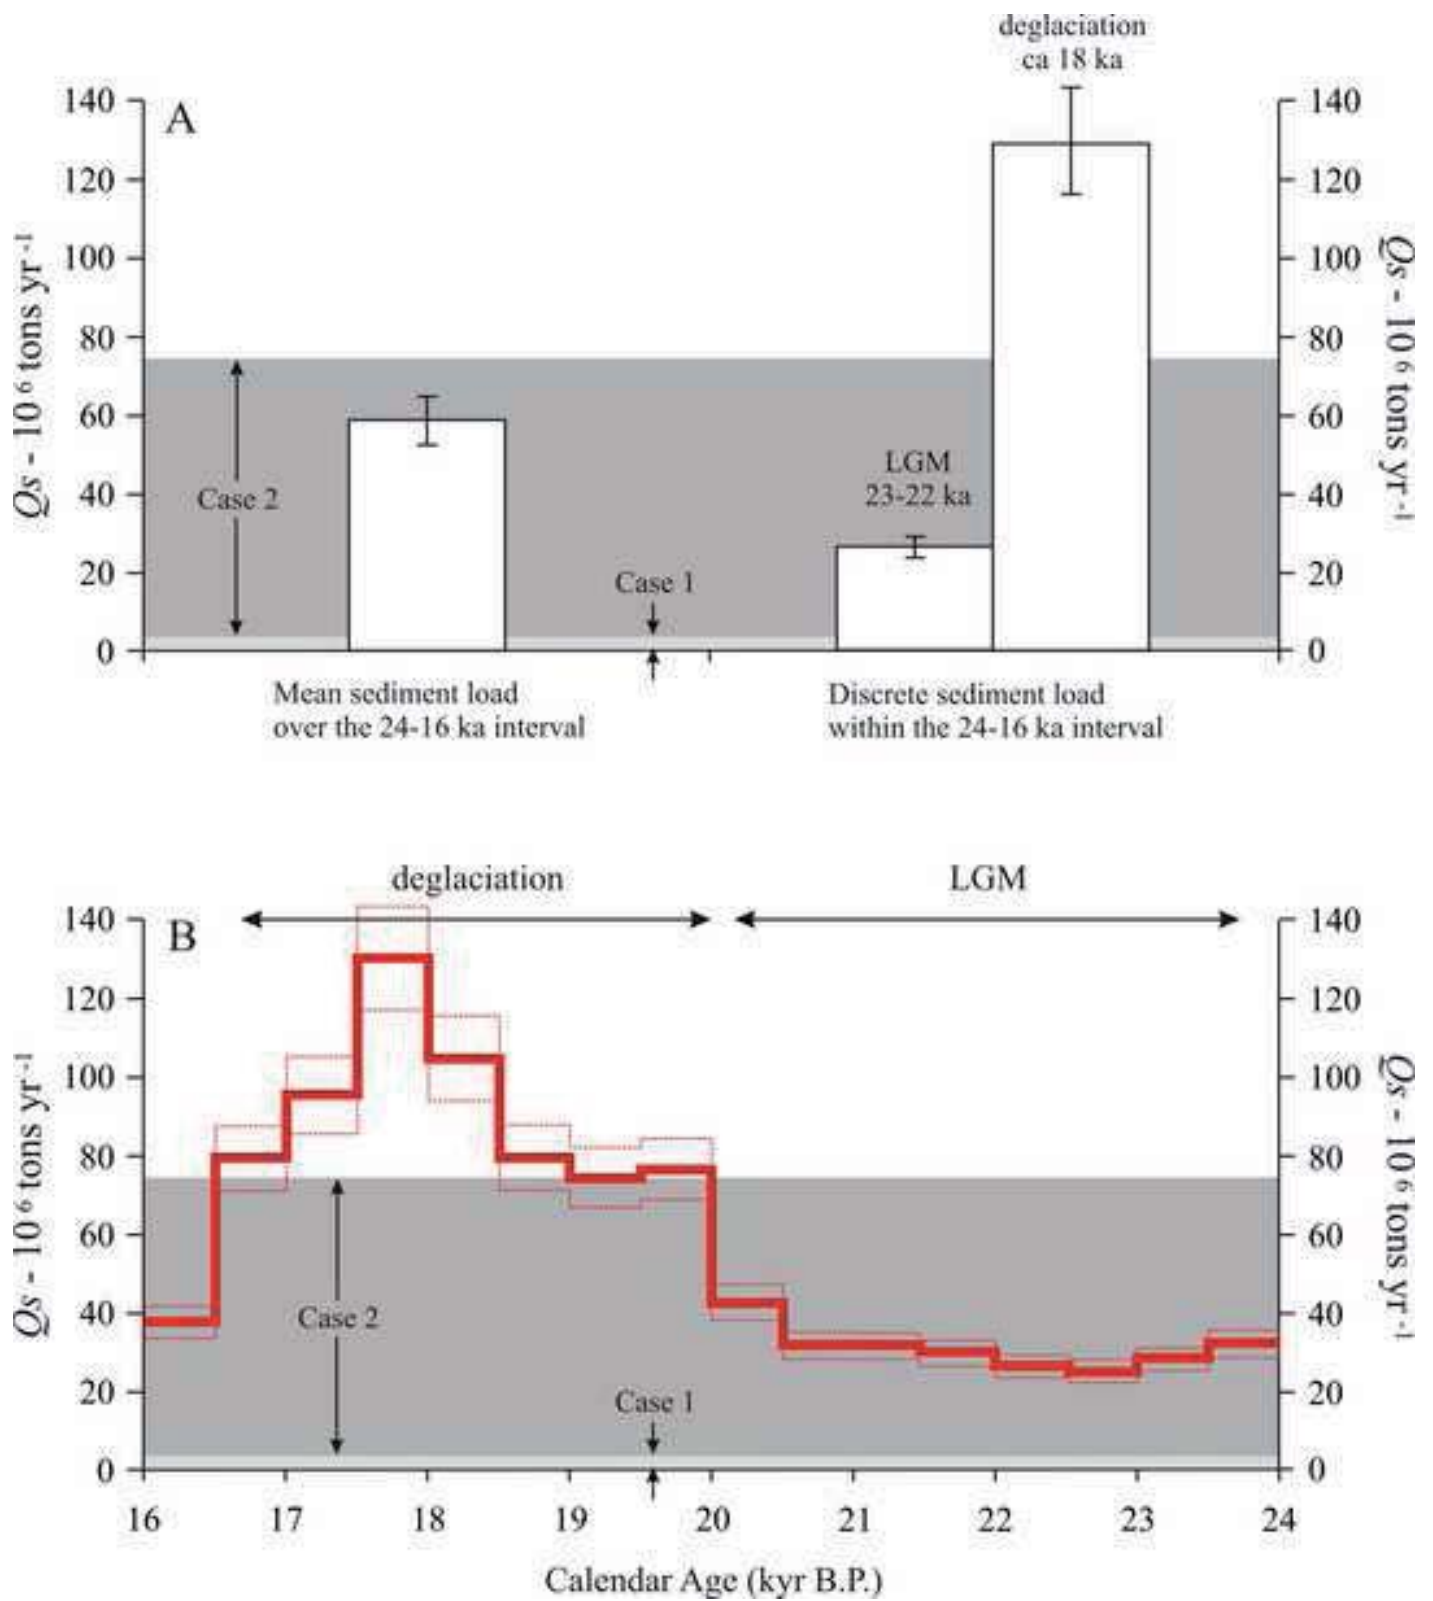 deglaciation
ca 18 ka
A
140
120
100
80
60
40
20
0
Qs - 10⁶ tons yr⁻¹
140
120
100
80
60
40
20
0
Qs - 10⁶ tons yr⁻¹
Case 2
LGM
23-22 ka
Case 1
Mean sediment load
over the 24-16 ka interval
Discrete sediment load
within the 24-16 ka interval
deglaciation
LGM
B
140
120
100
80
60
40
20
0
Qs - 10⁶ tons yr⁻¹
140
120
100
80
60
40
20
0
Qs - 10⁶ tons yr⁻¹
Case 2
Case 1
16 17 18 19 20 21 22 23 24
Calendar Age (kyr B.P.)